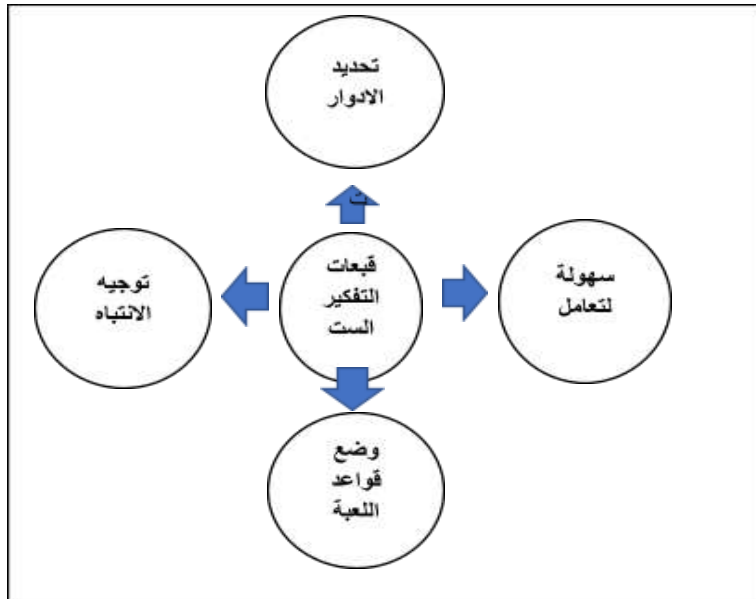 تحديد
الادوار
ت
قبعات
التفكير
الست
سهولة
لتعامل
توجيه
الانتباه
وضع
قواعد
اللعبة